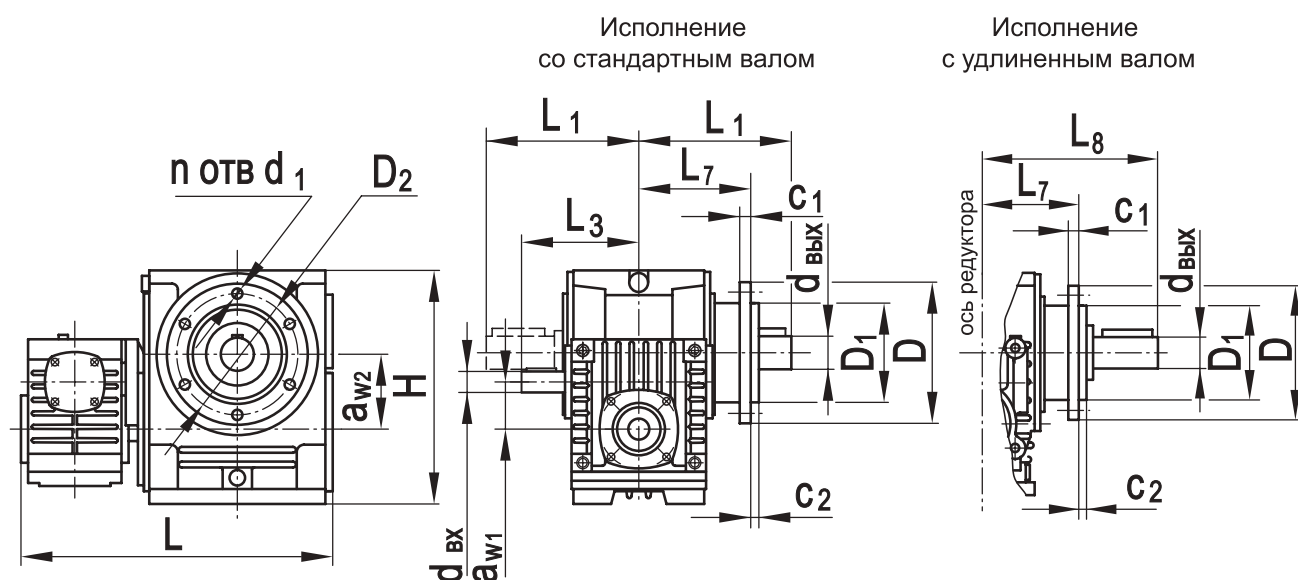 Исполнение
со стандартным валом
Исполнение
с удлиненным валом
n отв d 1
D2
aw2
H
L
L1
L1
L7
C1
L3
dвых
D1
D
C2
dвх
aw1
L8
L7
C1
ось редуктора
dвых
D1
D
C2